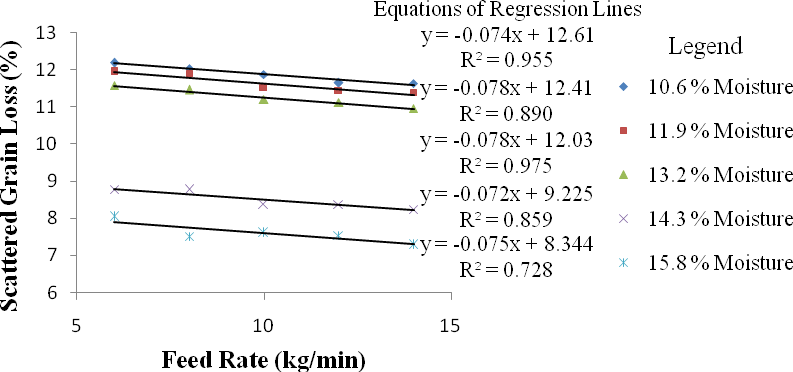 Equations of Regression Lines
y = -0.074x + 12.61
R² = 0.955
y = -0.078x + 12.41
R² = 0.890
y = -0.078x + 12.03
R² = 0.975
y = -0.072x + 9.225
R² = 0.859
y = -0.075x + 8.344
R² = 0.728
Legend
10.6 % Moisture
11.9 % Moisture
13.2 % Moisture
14.3 % Moisture
15.8 % Moisture
Scattered Grain Loss (%)
13
12
11
10
9
8
7
6
5
10
15
Feed Rate (kg/min)